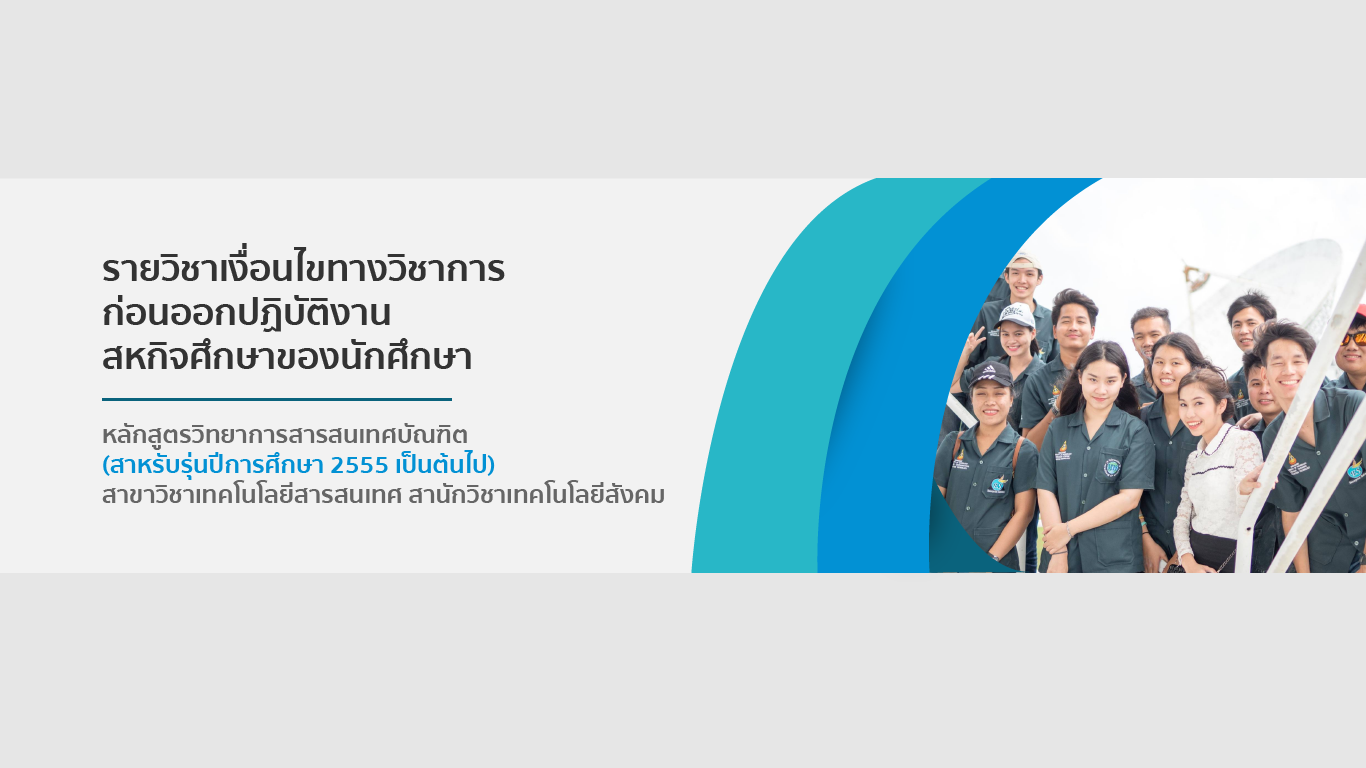 รายวิชาเงื่อนไขทางวิชาการ
ก่อนออกปฏิบัติงาน
สหกิจศึกษาของนักศึกษา
หลักสูตรวิทยาการสารสนเทศบัณฑิต
(สาหรับรุ่นปีการศึกษา 2555 เป็นต้นไป)
สาขาวิชาเทคโนโลยีสารสนเทศ สานักวิชาเทคโนโลยีสังคม